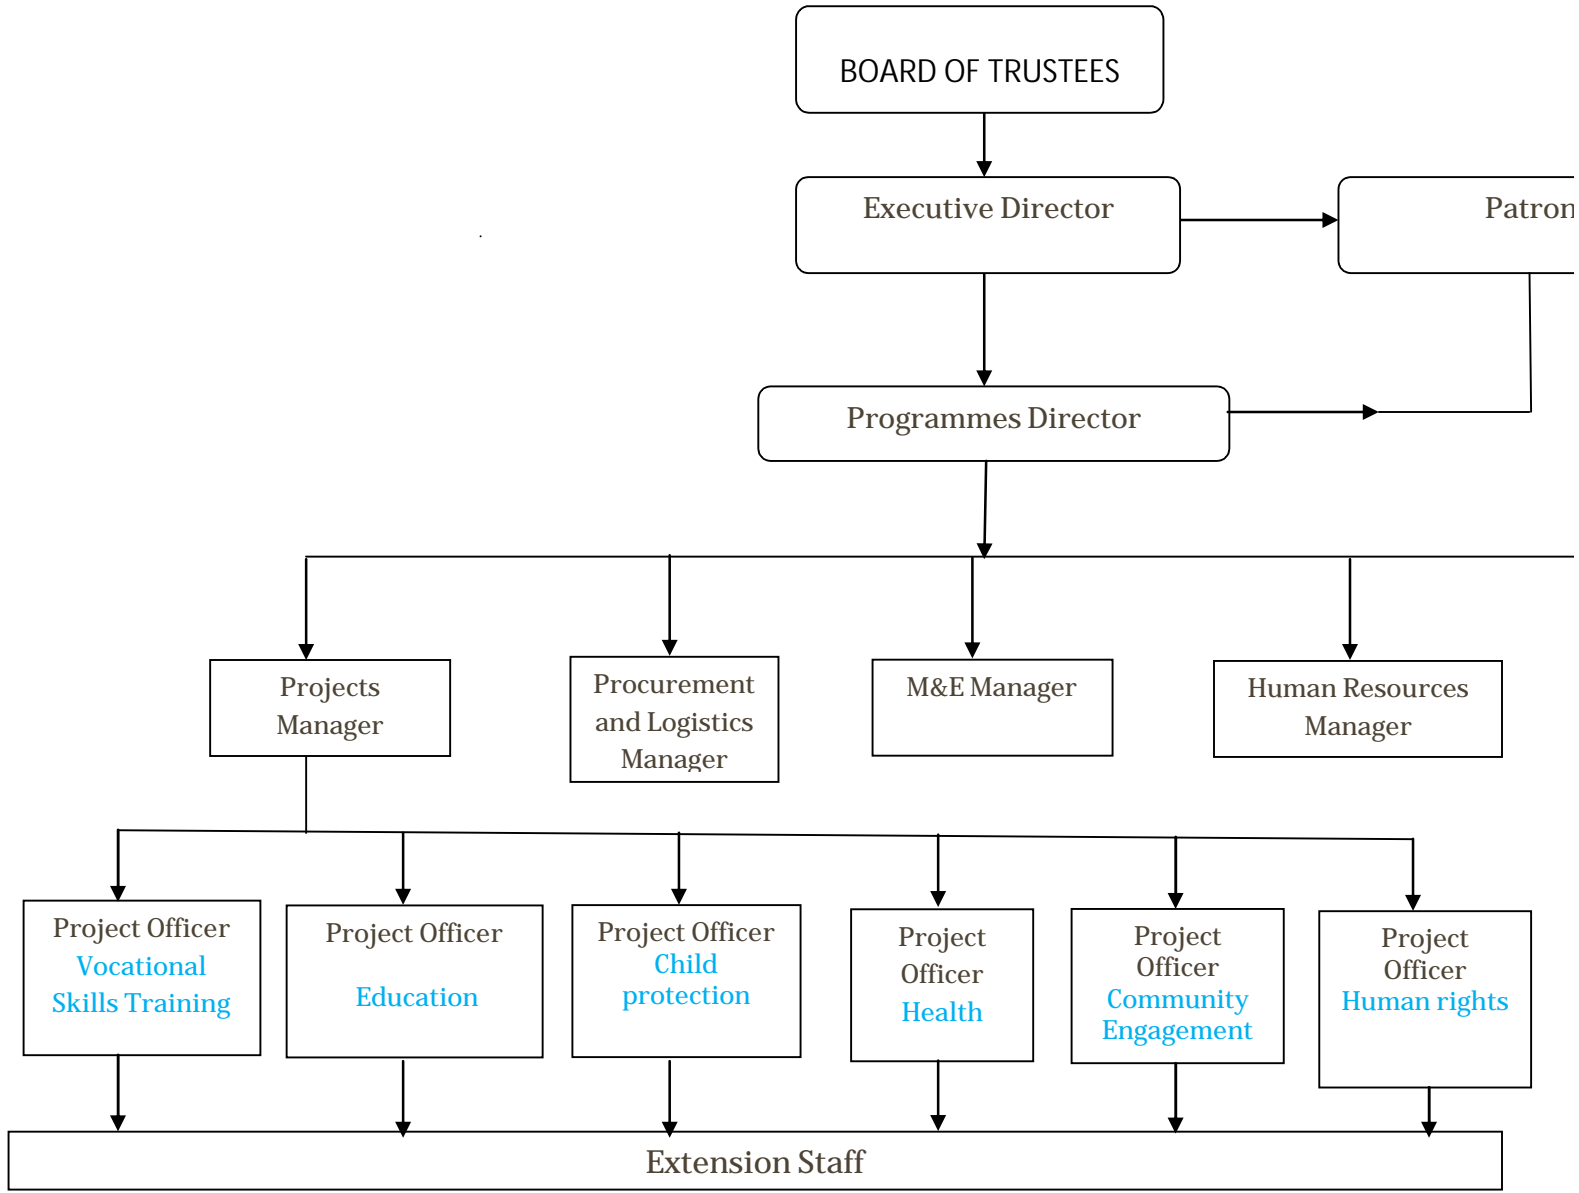 BOARD OF TRUSTEES
Executive Director
Patron
Programmes Director
Projects
Manager
Procurement
and Logistics
Manager
M&E Manager
Human Resources
Manager
Project Officer
Vocational
Skills Training
Project Officer
Education
Project Officer
Child
protection
Project
Officer
Health
Project
Officer
Community
Engagement
Project
Officer
Human rights
Extension Staff